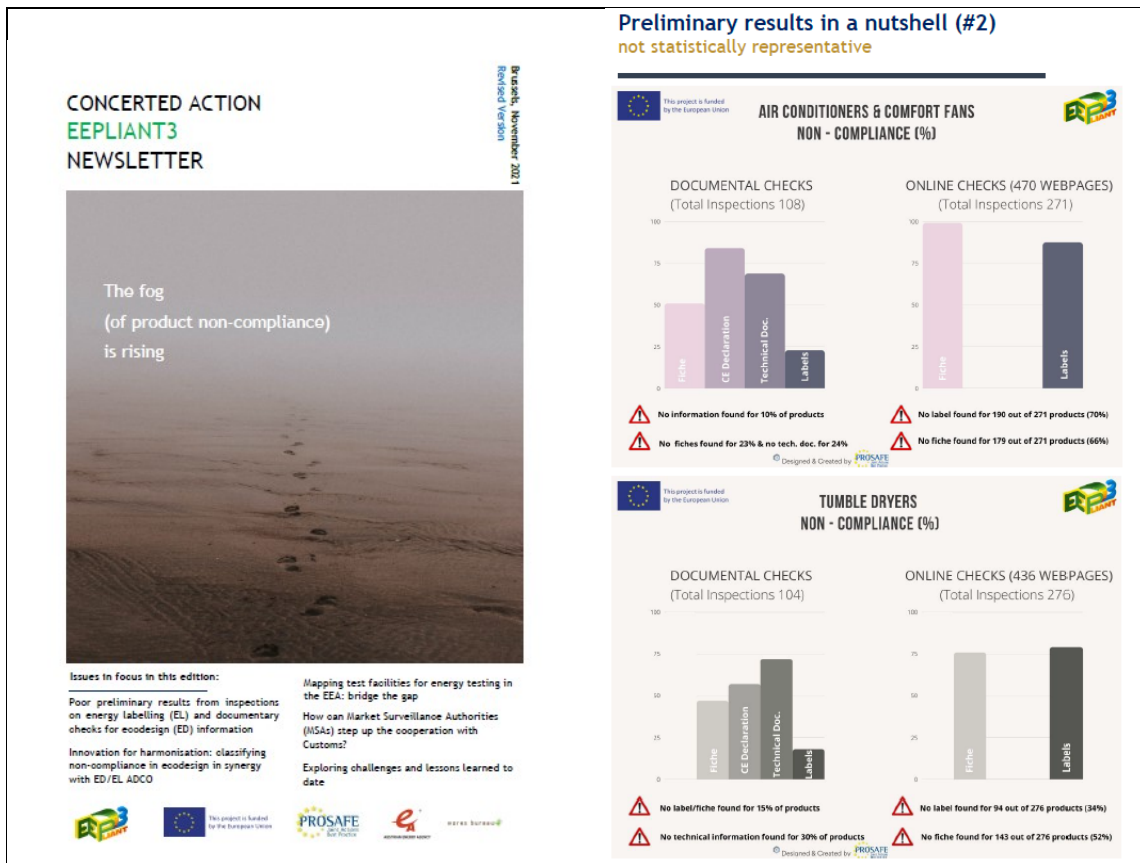 CONCERTED ACTION
EEPLIANT3
NEWSLETTER
Brussels, November 2021
Revised Version
The fog
(of product non-compliance)
is rising
Issues in focus in this edition:
Poor preliminary results from inspections
on energy labelling (EL) and documentary
checks for ecodesign (ED) information
Innovation for harmonisation: classifying
non-compliance in ecodesign in synergy
with ED/EL ADCO
Mapping test facilities for energy testing in
the EEA: bridge the gap
How can Market Surveillance Authorities
(MSAs) step up the cooperation with
Customs?
Exploring challenges and lessons learned to
date
EEPLIANT3
This project is funded
by the European Union
PROSAFE
Preliminary results in a nutshell (#2)
not statistically representative
This project is funded
by the European Union
AIR CONDITIONERS & COMFORT FANS
NON - COMPLIANCE (%)
EEPLIANT3
DOCUMENTAL CHECKS
(Total Inspections 108)
100
75
50
25
0
Fiche
CE Declaration
Technical Doc.
Labels
ONLINE CHECKS (470 WEBPAGES)
(Total Inspections 271)
100
75
50
25
0
Fiche
Labels
No information found for 10% of products
No fiches found for 23% & no tech. doc. for 24%
No label found for 190 out of 271 products (70%)
No fiche found for 179 out of 271 products (66%)
Designed & Created by PROSAFE
This project is funded
by the European Union
TUMBLE DRYERS
NON - COMPLIANCE (%)
EEPLIANT3
DOCUMENTAL CHECKS
(Total Inspections 104)
100
75
50
25
0
Fiche
CE Declaration
Technical Doc.
Labels
ONLINE CHECKS (436 WEBPAGES)
(Total Inspections 276)
100
75
50
25
0
Fiche
Labels
No label/fiche found for 15% of products
No technical information found for 30% of products
No label found for 94 out of 276 products (34%)
No fiche found for 143 out of 276 products (52%)
Designed & Created by PROSAFE